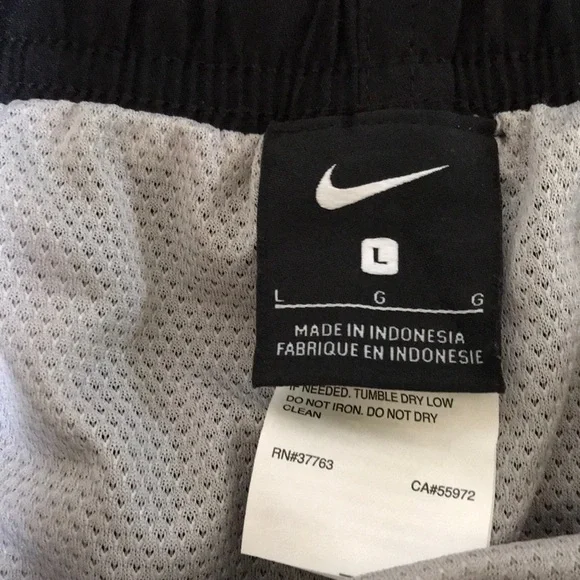 L
L G G
MADE IN INDONESIA
FABRIQUE EN INDONESIE
IF NEEDED. TUMBLE DRY LOW
DO NOT IRON. DO NOT DRY
CLEAN
RN#37763
CA#55972